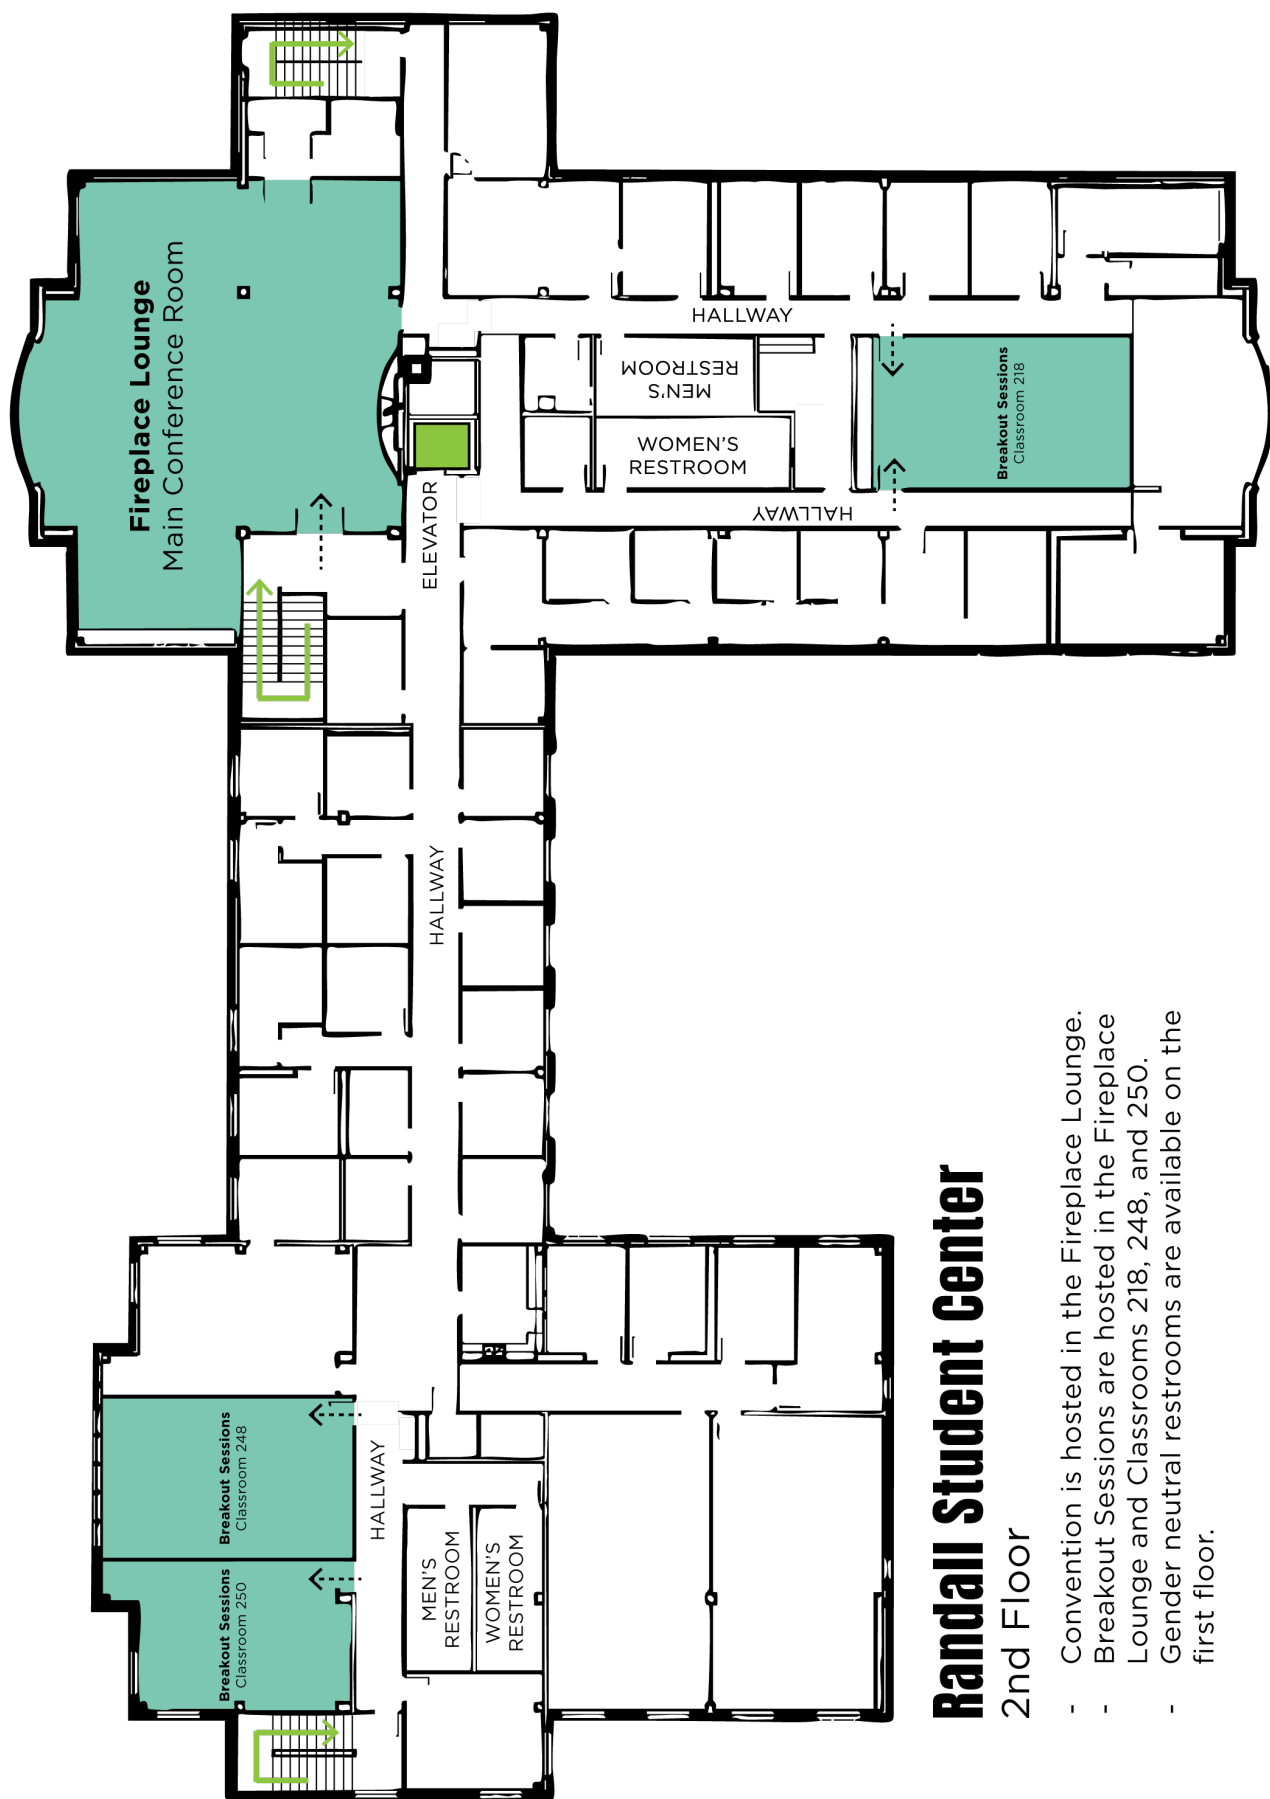 Fireplace Lounge
Main Conference Room
ELEVATOR
HALLWAY
MEN'S
RESTROOM
WOMEN'S
RESTROOM
HALLWAY
Breakout Sessions
Classroom 218
HALLWAY
Breakout Sessions
Classroom 248
Breakout Sessions
Classroom 250
HALLWAY
MEN'S
RESTROOM
WOMEN'S
RESTROOM
Randall Student Center
2nd Floor
- Convention is hosted in the Fireplace Lounge.
- Breakout Sessions are hosted in the Fireplace
Lounge and Classrooms 218, 248, and 250.
- Gender neutral restrooms are available on the
first floor.